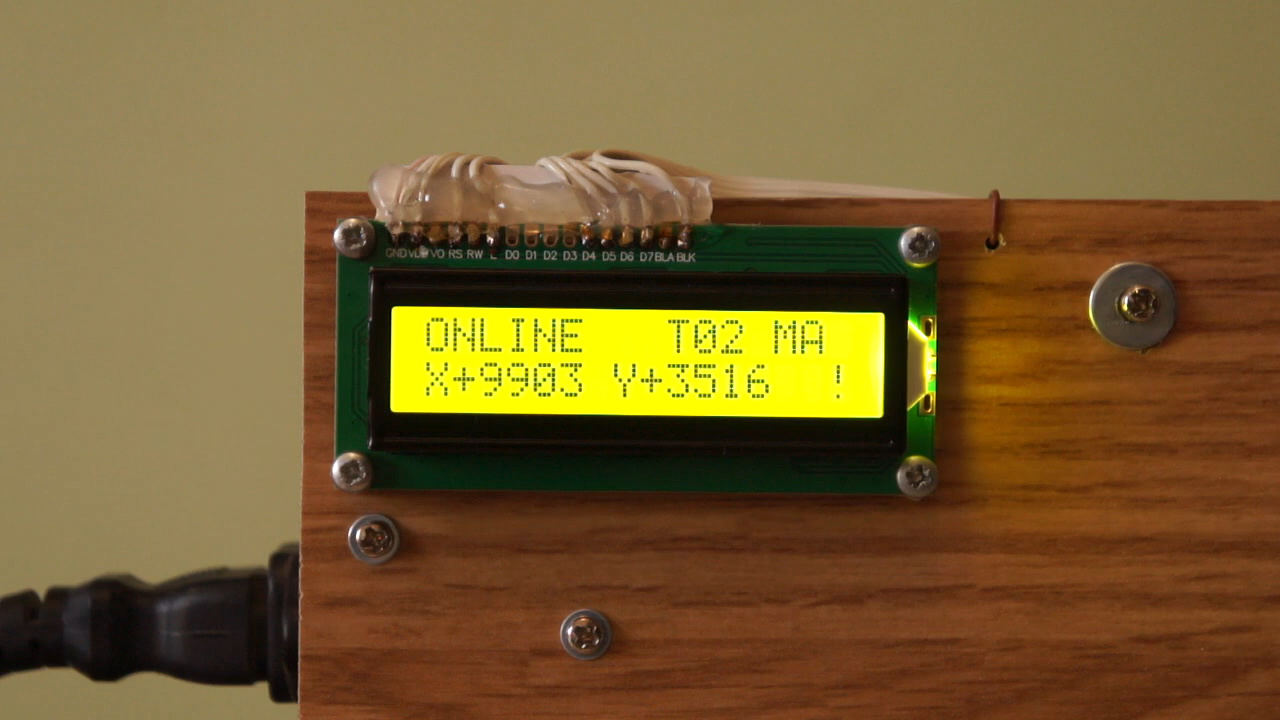 GND VDD VO RS RW E D0 D1 D2 D3 D4 D5 D6 D7 BLA BLK
ONLINE T02 MA
X+9903 Y+3516 !